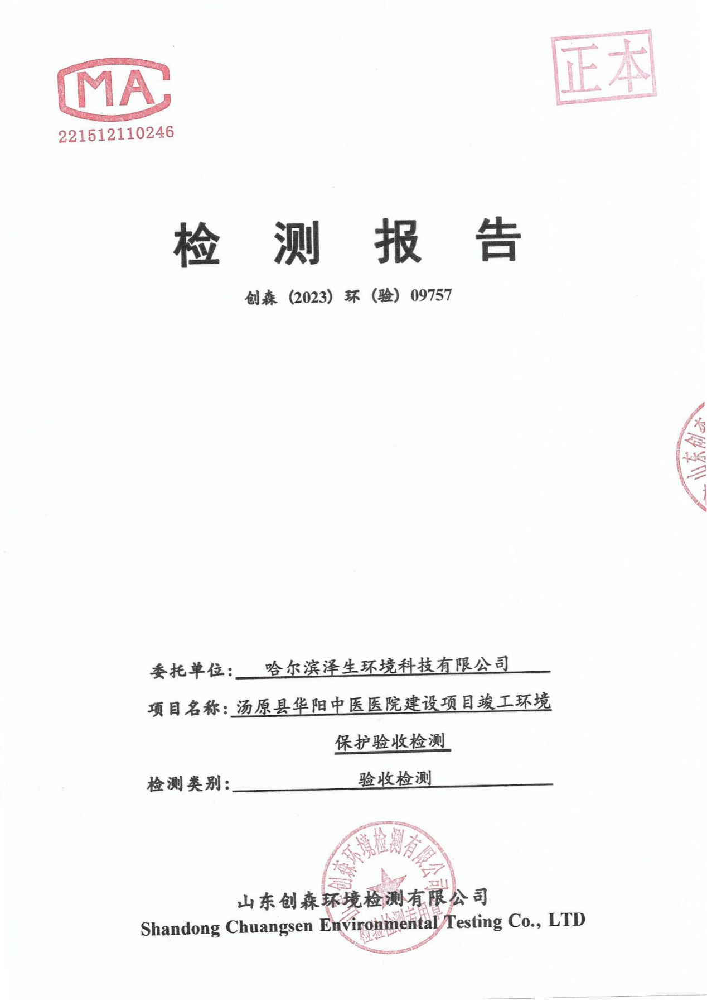 MA
正本
221512110246
检测报告
创森（2023）环（验）09757
山东创森
委托单位：哈尔滨泽生环境科技有限公司
项目名称：汤原县华阳中医医院建设项目竣工环境
保护验收检测
检测类别：验收检测
山东创森环境检测有限公司
检验检测专用章
山东创森环境检测有限公司
Shandong Chuangsen Environmental Testing Co., LTD